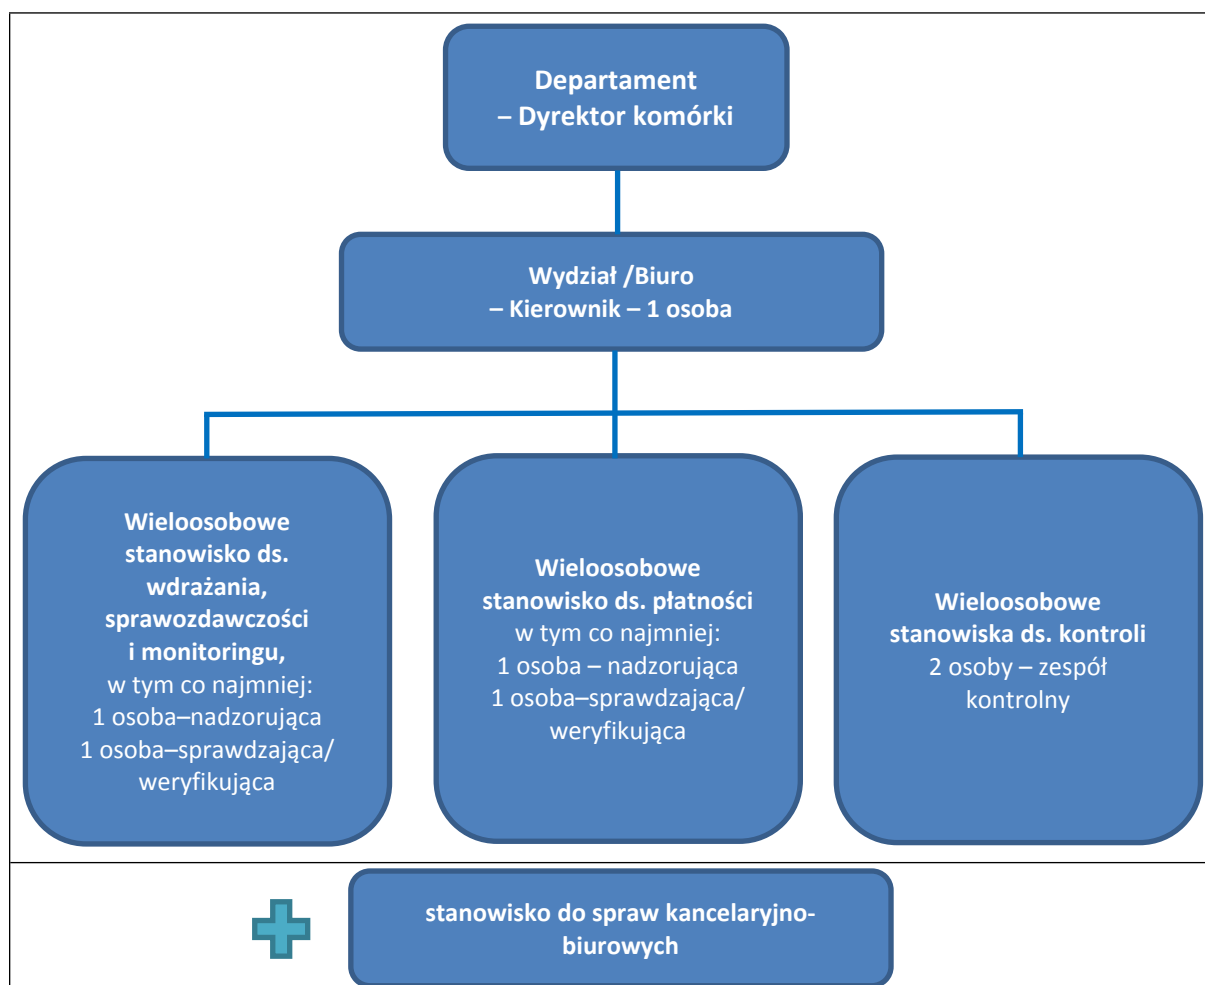 Departament
– Dyrektor komórki
Wydział /Biuro
– Kierownik – 1 osoba
Wieloosobowe
stanowisko ds.
wdrażania,
sprawozdawczości
i monitoringu,
w tym co najmniej:
1 osoba–nadzorująca
1 osoba–sprawdzająca/
weryfikująca
Wieloosobowe
stanowisko ds. płatności
w tym co najmniej:
1 osoba – nadzorująca
1 osoba–sprawdzająca/
weryfikująca
Wieloosobowe
stanowiska ds. kontroli
2 osoby – zespół
kontrolny
stanowisko do spraw kancelaryjno-
biurowych